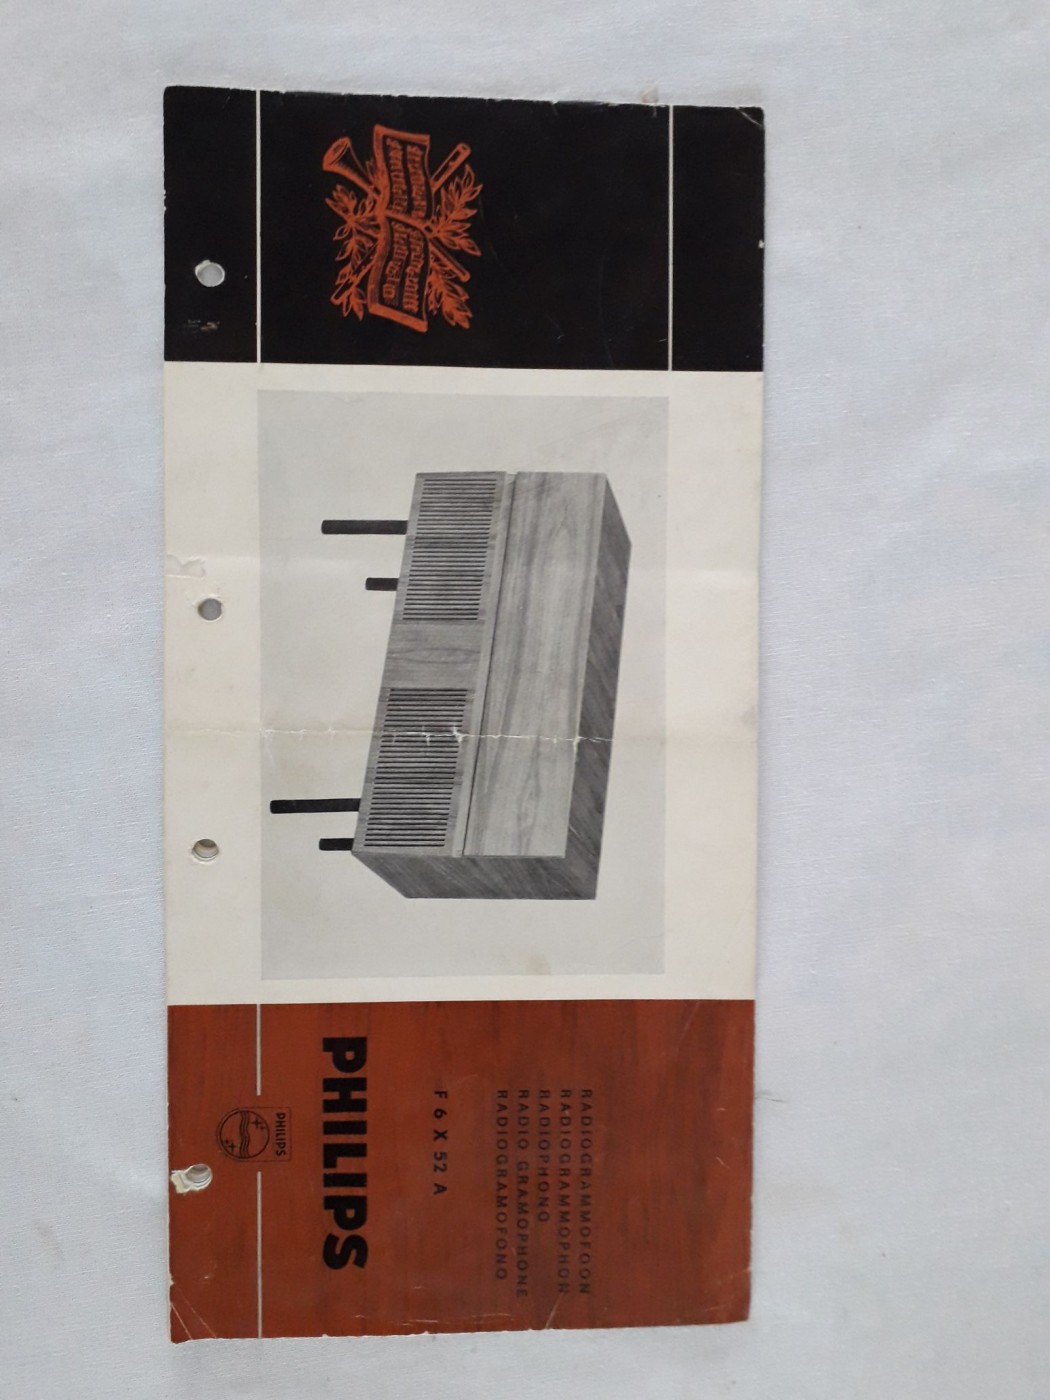 RADIOGRAMMOFOON
RADIOGRAMMOPHON
RADIOPHONO
RADIO GRAMOPHONE
RADIOGRAMOFONO
F 6 X 52 A
PHILIPS
PHILIPS